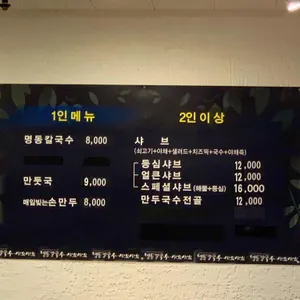 1인 메뉴
명동칼국수 8,000
만둣국 9,000
매일빚는손만두 8,000
2인 이상
샤 브
(쇠고기+야채+샐러드+치즈떡+국수+야채죽)
등심샤브 12,000
얼큰샤브 12,000
스페셜샤브(해물+등심) 16,000
만두국수전골 12,000